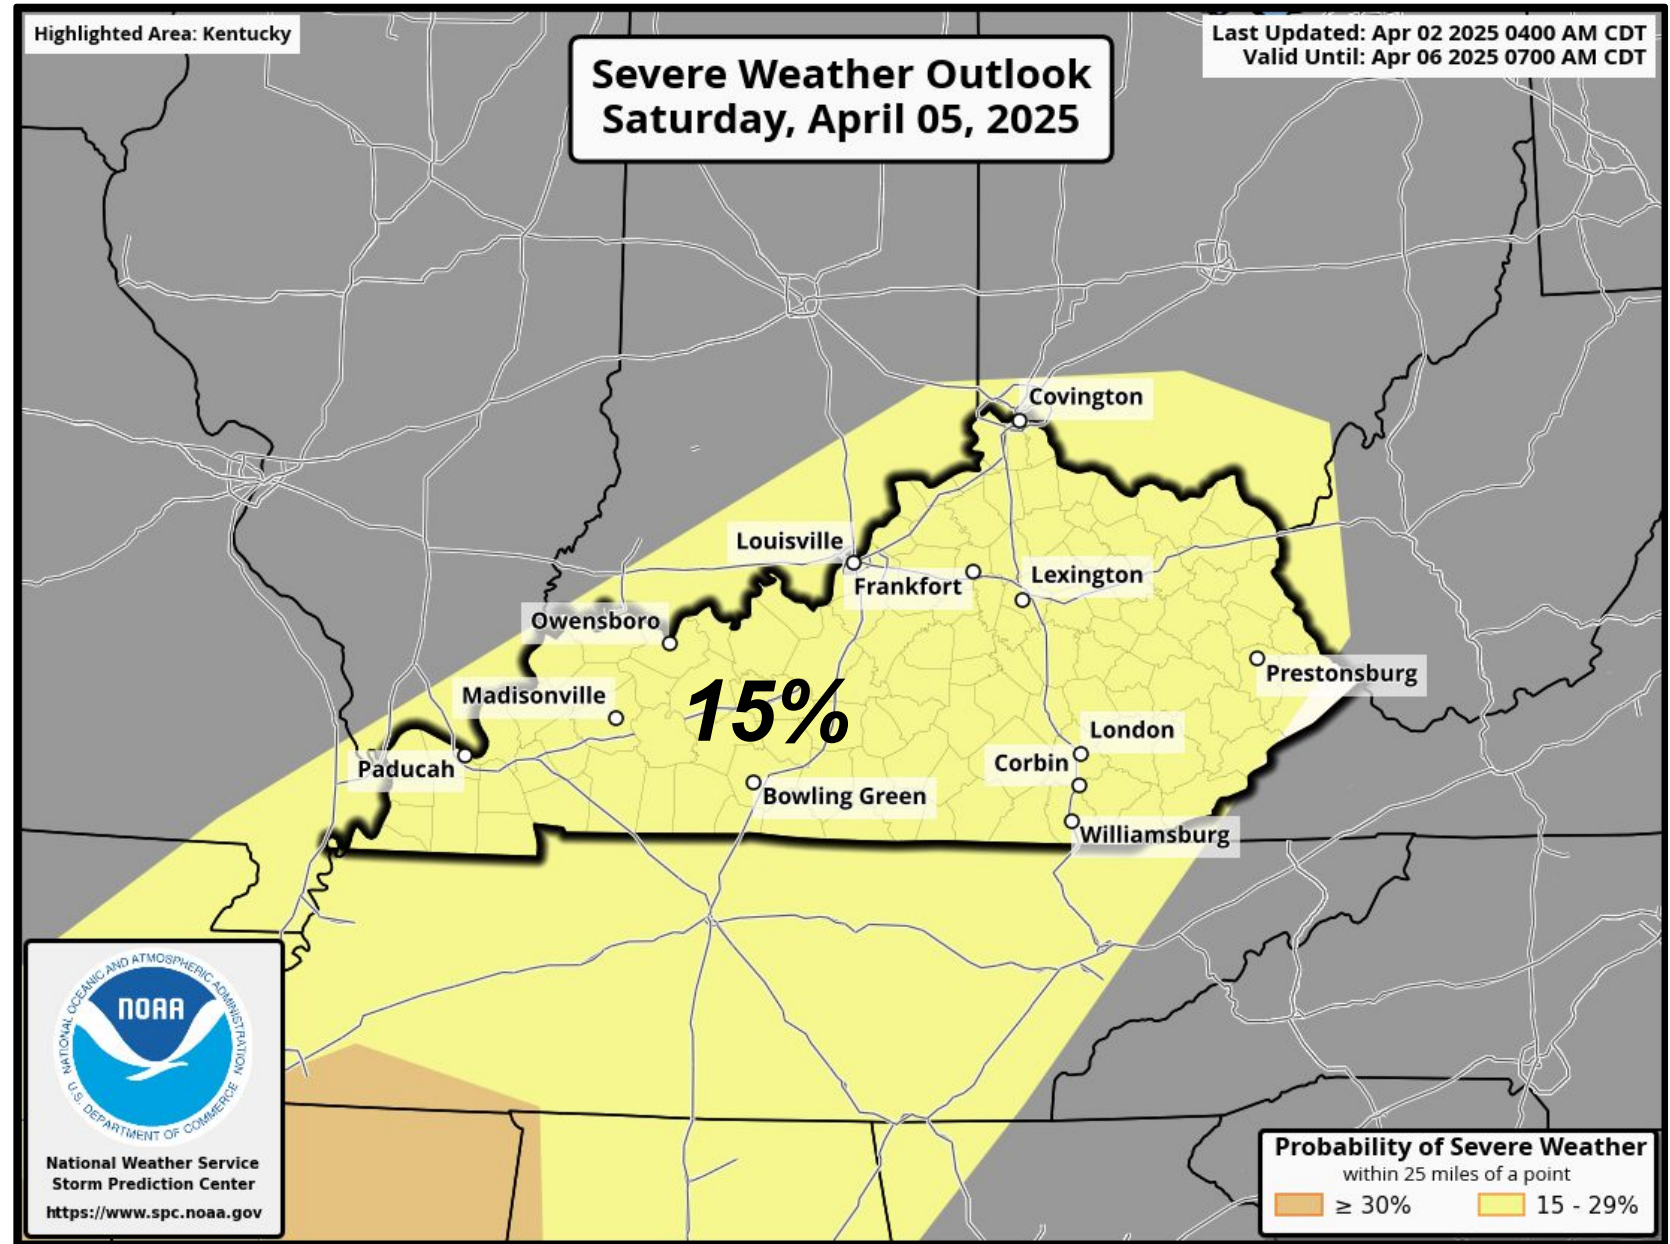 Highlighted Area: Kentucky
Severe Weather Outlook
Saturday, April 05, 2025
Last Updated: Apr 02 2025 0400 AM CDT
Valid Until: Apr 06 2025 0700 AM CDT
Covington
Louisville
Frankfort
Lexington
Owensboro
Prestonsburg
Madisonville
15%
London
Corbin
Paducah
Bowling Green
Williamsburg
NATIONAL OCEANIC AND ATMOSPHERIC ADMINISTRATION
NOAA
U.S. DEPARTMENT OF COMMERCE
National Weather Service
Storm Prediction Center
https://www.spc.noaa.gov
Probability of Severe Weather
within 25 miles of a point
≥ 30%
15 - 29%